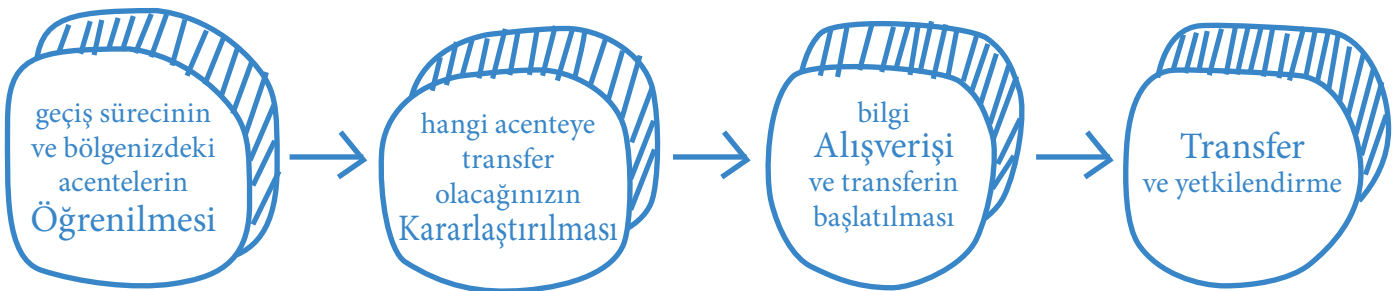 geçiş sürecinin
ve bölgenizdeki
acentelerin
Öğrenilmesi
hangi acenteye
transfer
olacağınızın
Kararlaştırılması
bilgi
Alışverişi
ve transferin
başlatılması
Transfer
ve yetkilendirme